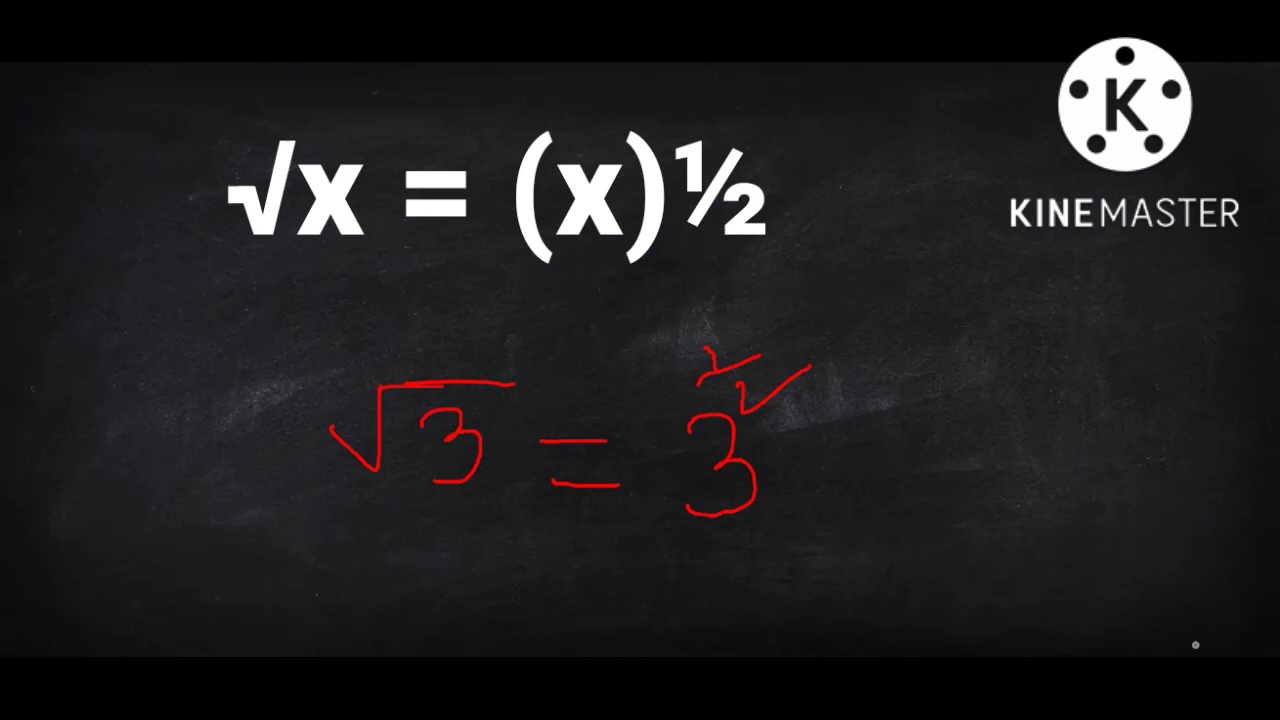 √x = (x)½
K
KINEMASTER
√3 = 3½